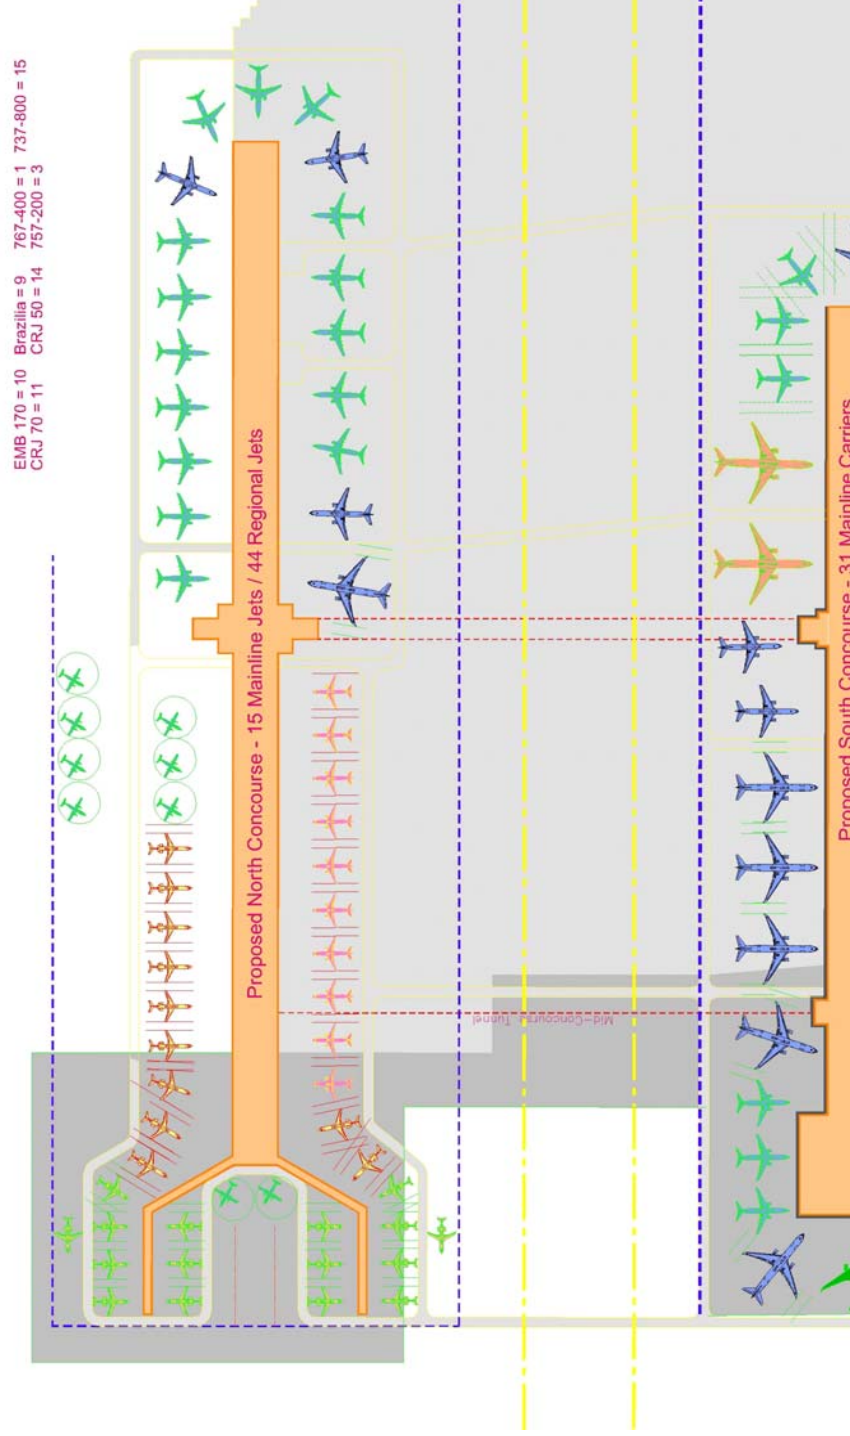 EMB 170 = 10 Brazilia = 9 767-400 = 1 737-800 = 15
CRJ 70 = 11 CRJ 50 = 14 757-200 = 3
Proposed North Concourse - 15 Mainline Jets / 44 Regional Jets
Mid-Concourse Tunnel
Proposed South Concourse - 31 Mainline Carriers